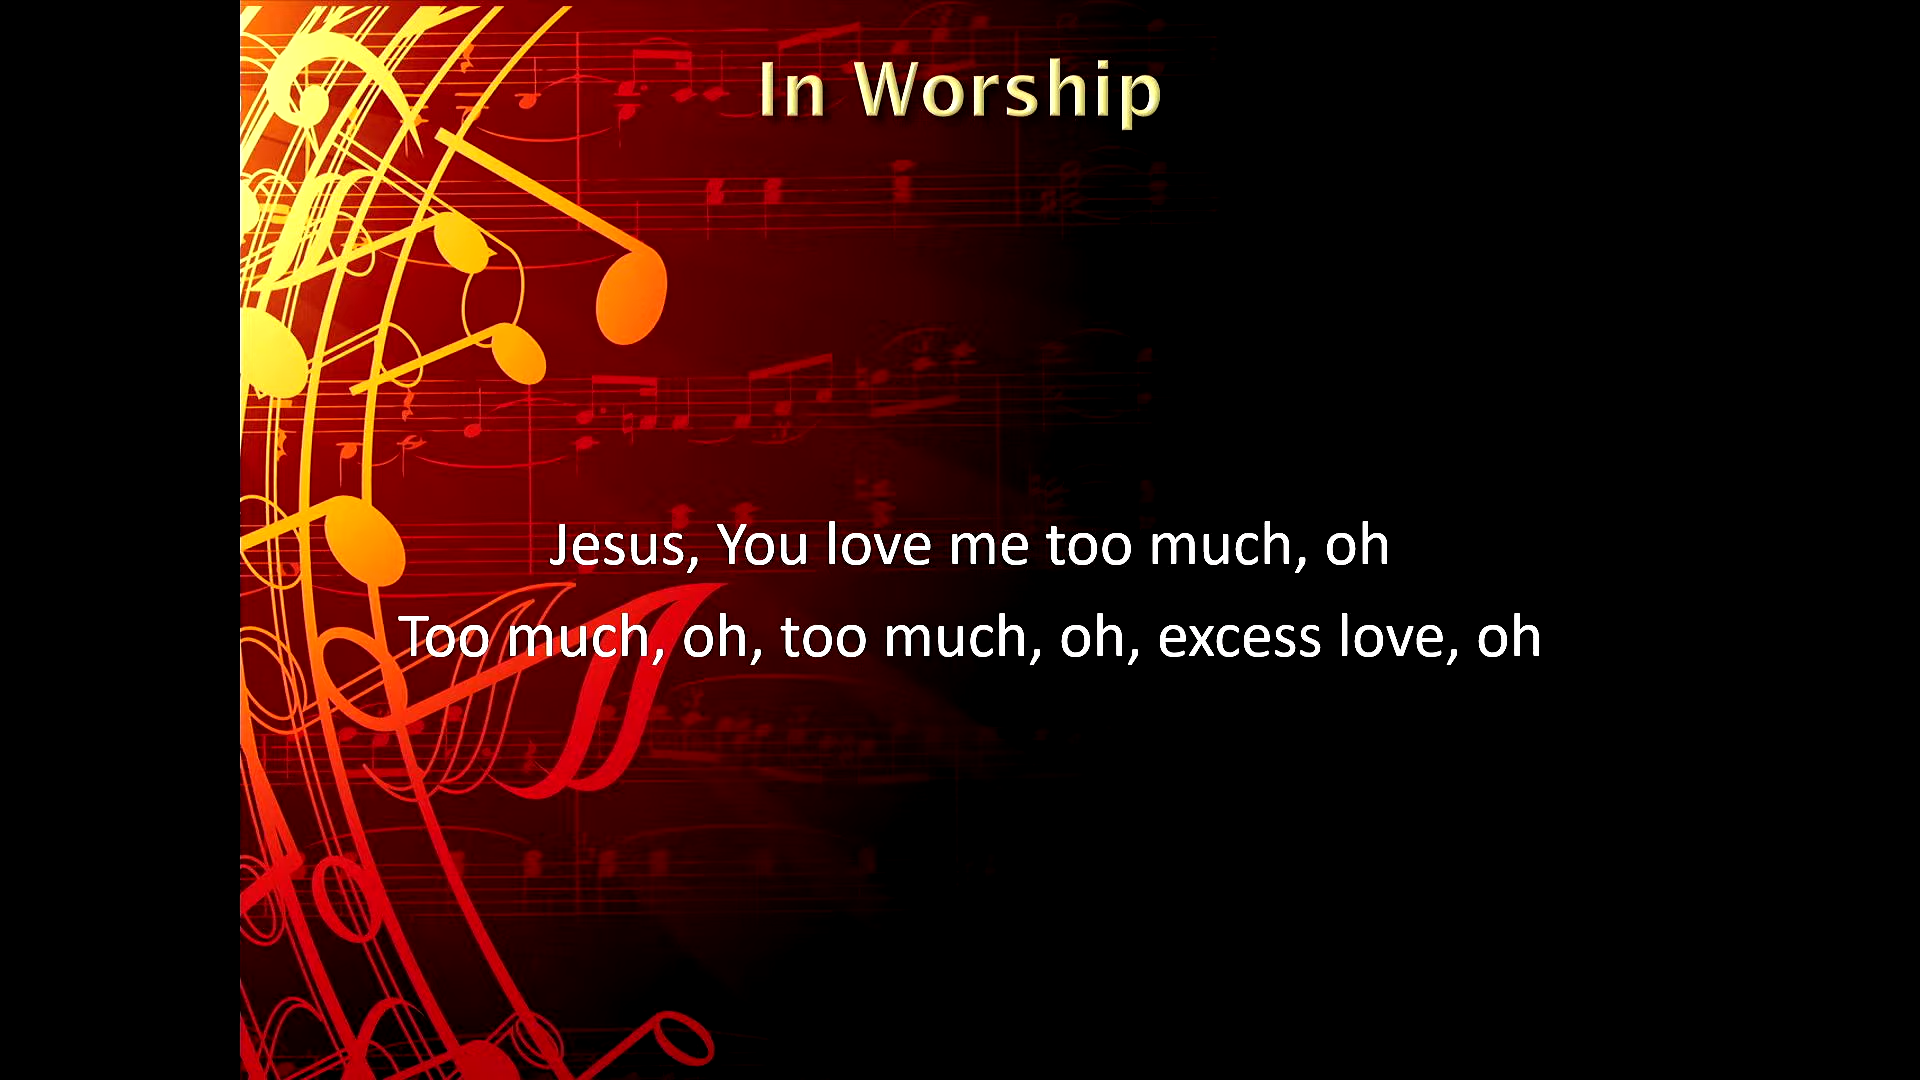 In Worship
Jesus, You love me too much, oh
Too much, oh, too much, oh, excess love, oh